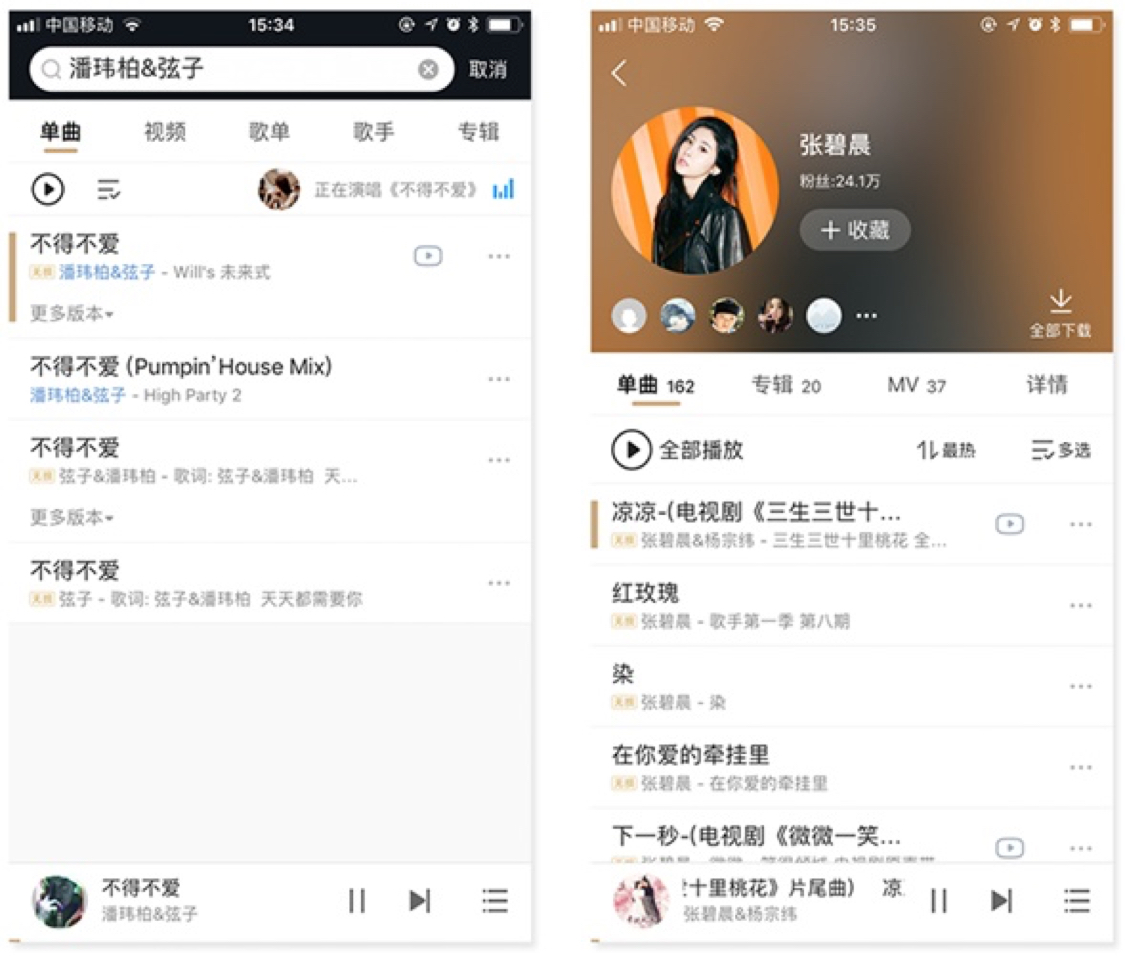 中国移动 15:34
潘玮柏&弦子 取消
单曲 视频 歌单 歌手 专辑
正在演唱《不得不爱》
不得不爱
无损 潘玮柏&弦子 - Will's 未来式
更多版本
不得不爱 (Pumpin'House Mix)
潘玮柏&弦子 - High Party 2
不得不爱
无损 弦子&潘玮柏 - 歌词: 弦子&潘玮柏 天...
更多版本
不得不爱
无损 弦子 - 歌词: 弦子&潘玮柏 天天都需要你
不得不爱
潘玮柏&弦子
中国移动 15:35
张碧晨
粉丝:24.1万
+ 收藏
全部下载
单曲 162 专辑 20 MV 37 详情
全部播放 最热 多选
凉凉-(电视剧《三生三世十...
无损 张碧晨&杨宗纬 - 三生三世十里桃花 全...
红玫瑰
无损 张碧晨 - 歌手第一季 第八期
染
无损 张碧晨 - 染
在你爱的牵挂里
无损 张碧晨 - 在你爱的牵挂里
下一秒-(电视剧《微微一笑...
十里桃花》片尾曲） 凉
张碧晨&杨宗纬